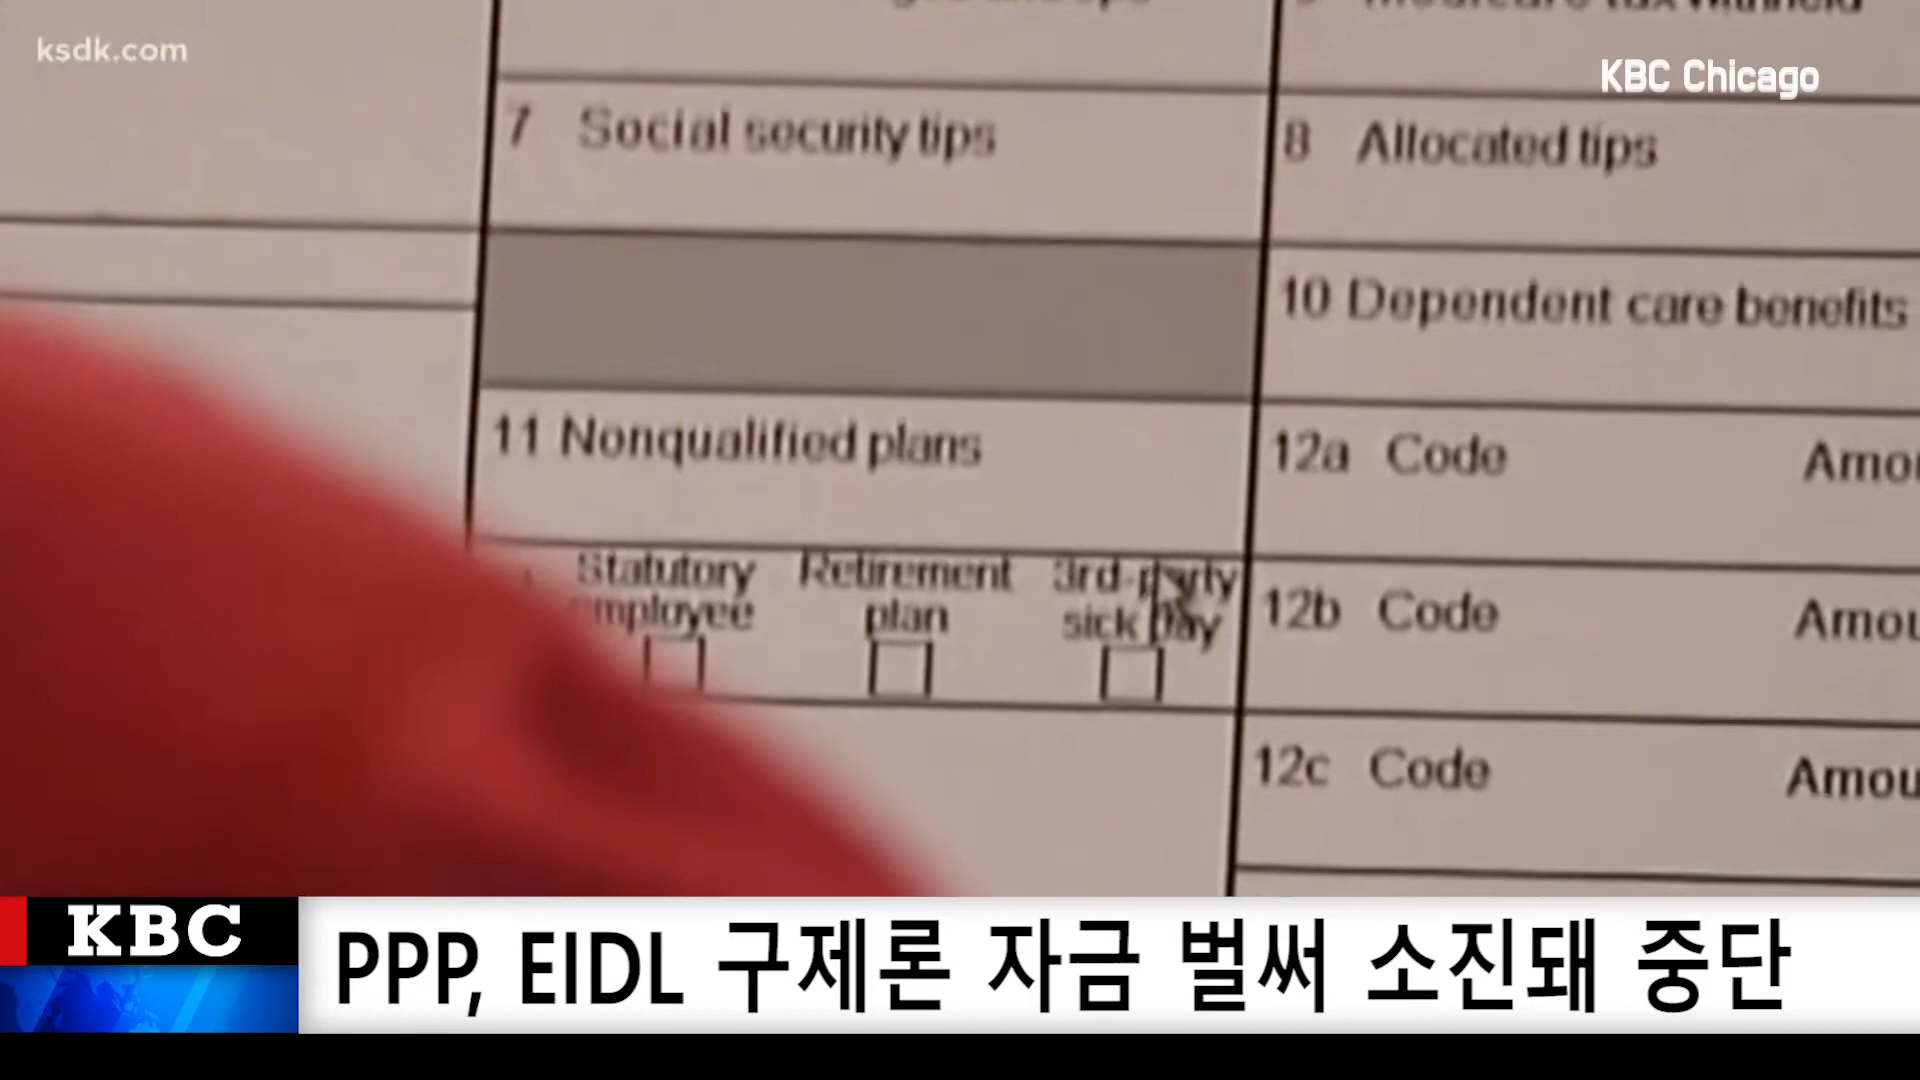 ksdk.com
KBC Chicago
7 Social security tips
8 Allocated tips
10 Dependent care benefits
11 Nonqualified plans
12a Code
Statutory employee
Retirement plan
3rd-party sick pay
12b Code
12c Code
KBC
PPP, EIDL 구제론 자금 벌써 소진돼 중단